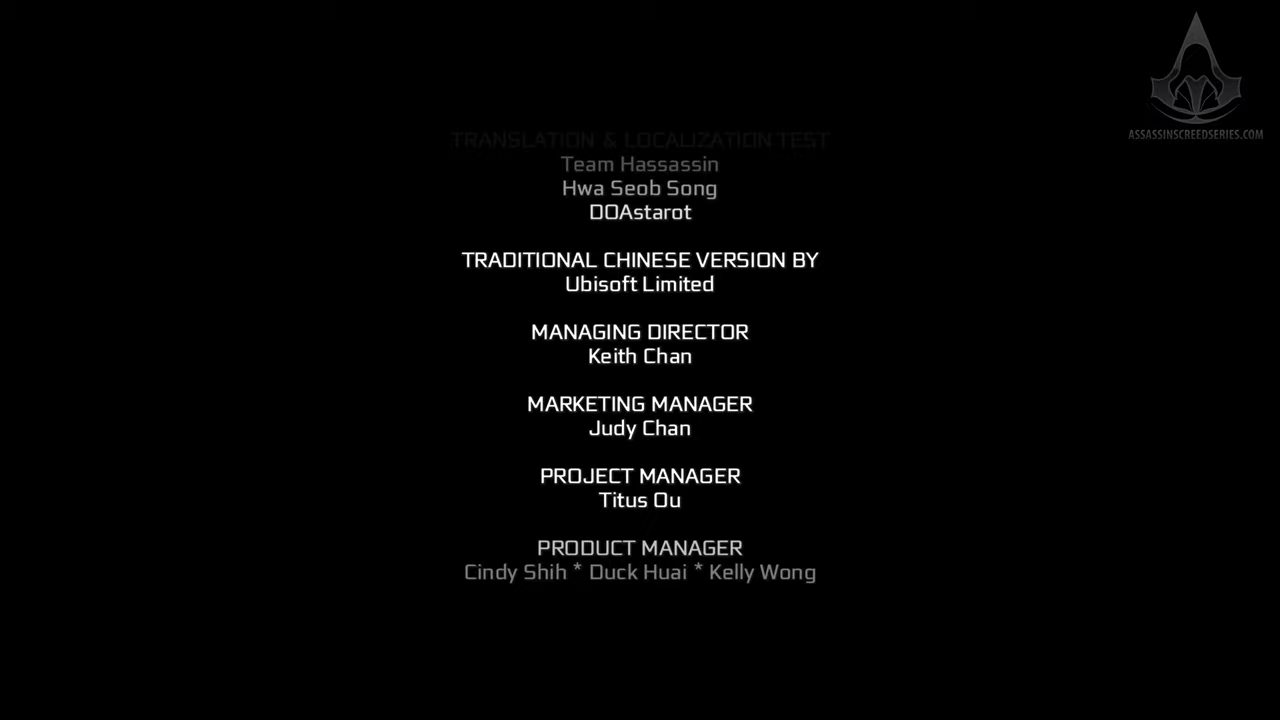 ASSASSINSCREEDSERIES.COM
TRANSLATION & LOCALIZATION TEST
Team Hassassin
Hwa Seob Song
DOAstarot
TRADITIONAL CHINESE VERSION BY
Ubisoft Limited
MANAGING DIRECTOR
Keith Chan
MARKETING MANAGER
Judy Chan
PROJECT MANAGER
Titus Ou
PRODUCT MANAGER
Cindy Shih * Duck Huai * Kelly Wong